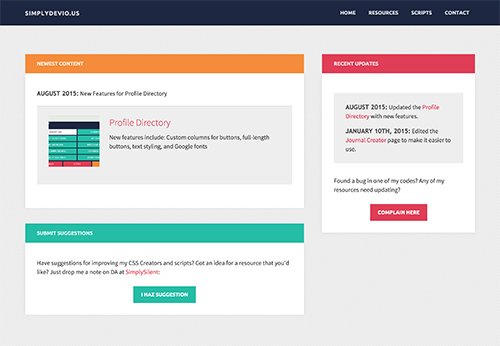 SIMPLYDEVIO.US
HOME RESOURCES SCRIPTS CONTACT
NEWEST CONTENT
AUGUST 2015: New Features for Profile Directory
Profile Directory
New features include: Custom columns for buttons, full-length
buttons, text styling, and Google fonts
SUBMIT SUGGESTIONS
Have suggestions for improving my CSS Creators and scripts? Got an idea for a resource that you'd
like? Just drop me a note on DA at SimplySilent:
I HAZ SUGGESTION
RECENT UPDATES
AUGUST 2015: Updated the Profile
Directory with new features.
JANUARY 10TH, 2015: Edited the
Journal Creator page to make it easier to
use.
Found a bug in one of my codes? Any of my
resources need updating?
COMPLAIN HERE